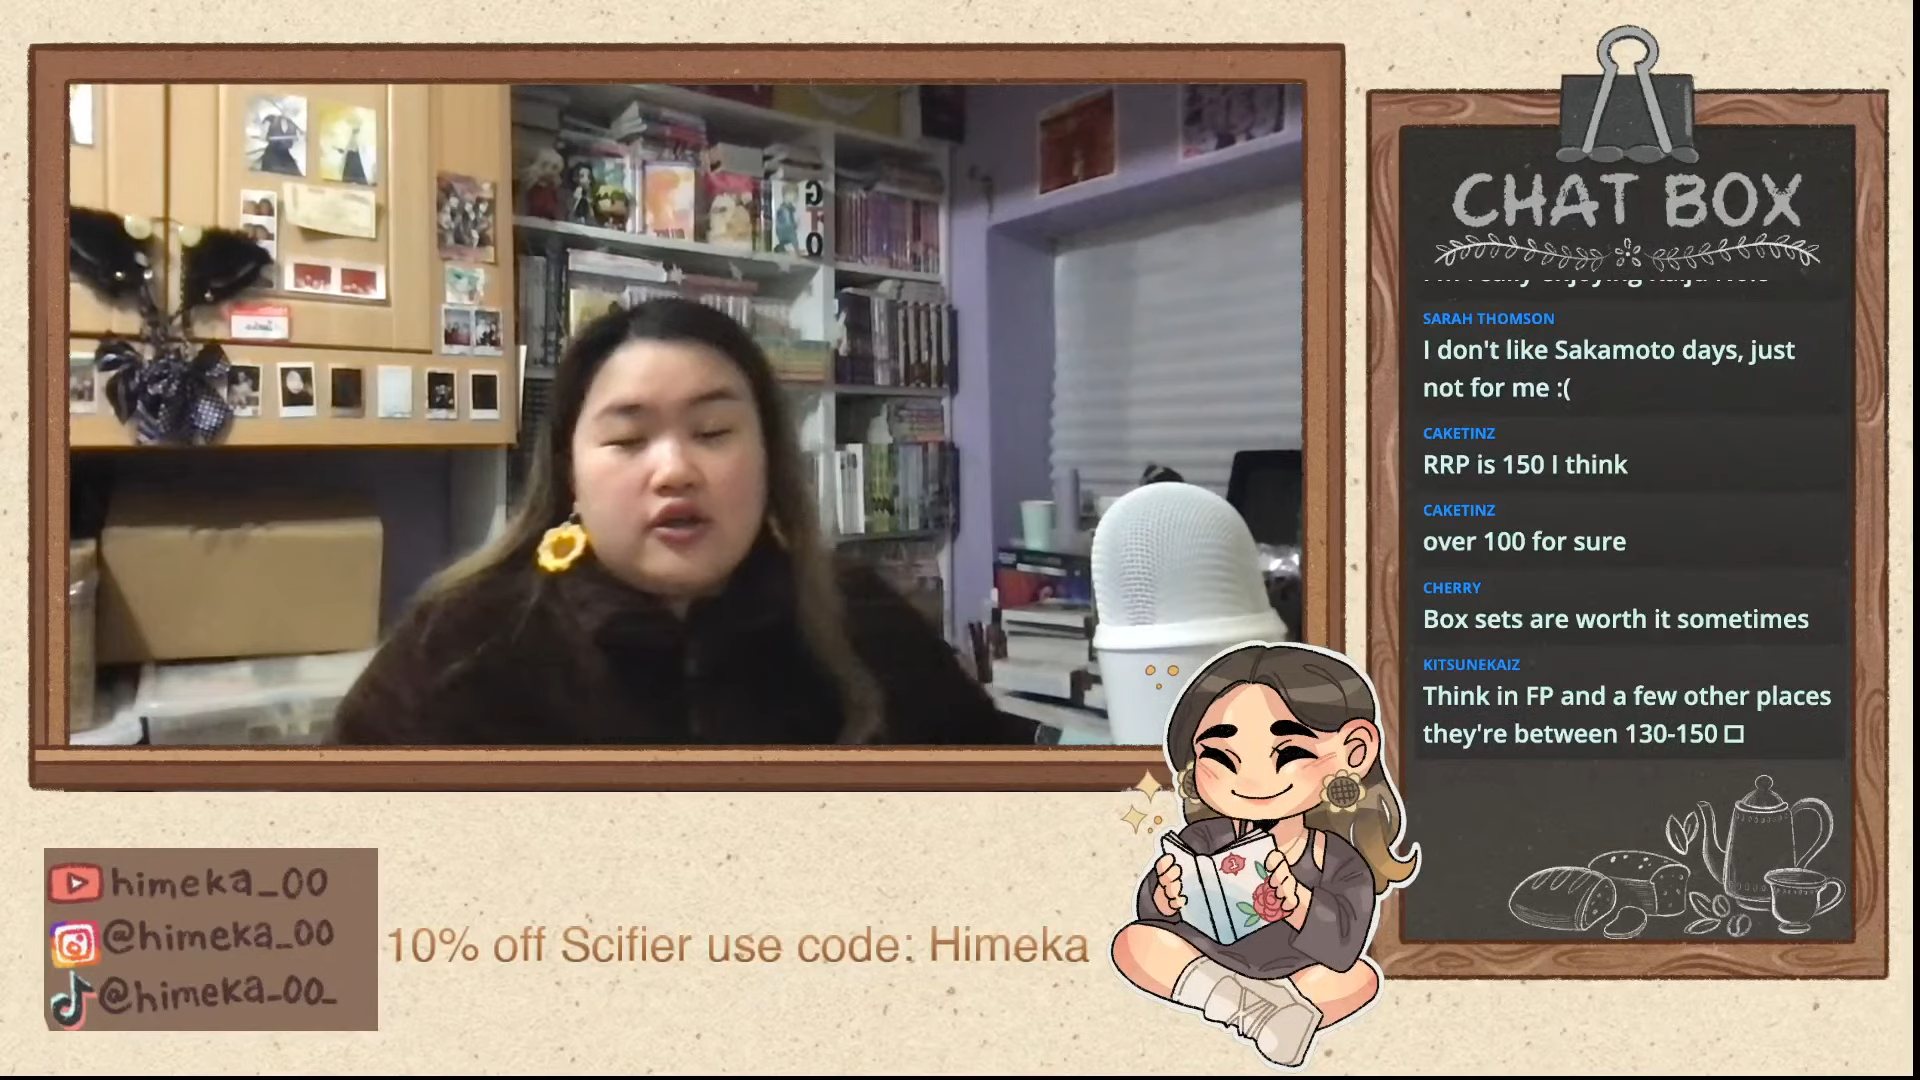 CHAT BOX
SARAH THOMSON
I don't like Sakamoto days, just
not for me :(
CAKETINZ
RRP is 150 I think
CAKETINZ
over 100 for sure
CHERRY
Box sets are worth it sometimes
KITSUNEKAIZ
Think in FP and a few other places
they're between 130-150
himeka_00
@himeka_00
@himeka_00_
10% off Scifier use code: Himeka